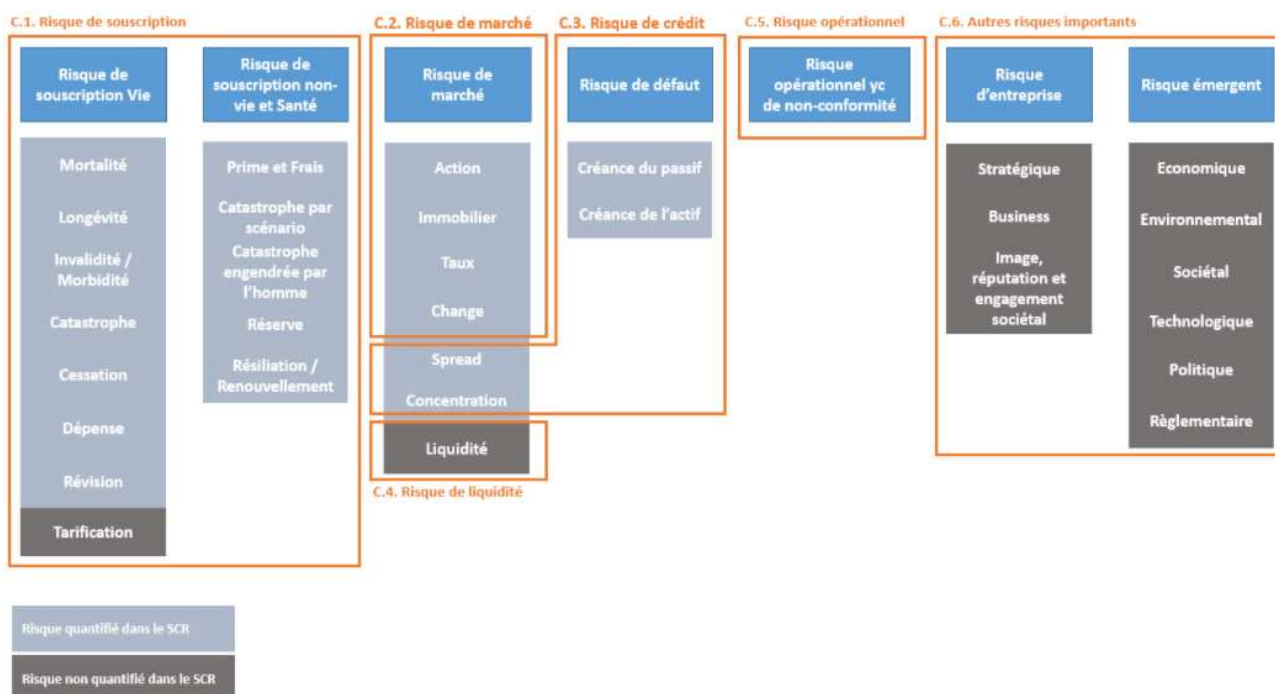 C.1. Risque de souscription
Risque de
souscription Vie
Mortalité
Longévité
Invalidité /
Morbidité
Catastrophe
Cessation
Dépense
Révision
Tarification
Risque de
souscription non-
vie et Santé
Prime et Frais
Catastrophe par
scénario
Catastrophe
engendrée par
l'homme
Réserve
Résiliation /
Renouvellement
C.2. Risque de marché
Risque de
marché
Action
Immobilier
Taux
Change
Spread
Concentration
Liquidité
C.4. Risque de liquidité
C.3. Risque de crédit
Risque de défaut
Créance du passif
Créance de l'actif
C.5. Risque opérationnel
Risque
opérationnel yc
de non-conformité
C.6. Autres risques importants
Risque
d'entreprise
Stratégique
Business
Image,
réputation et
engagement
sociétal
Risque émergent
Economique
Environnemental
Sociétal
Technologique
Politique
Règlementaire
Risque quantifié dans le SCR
Risque non quantifié dans le SCR